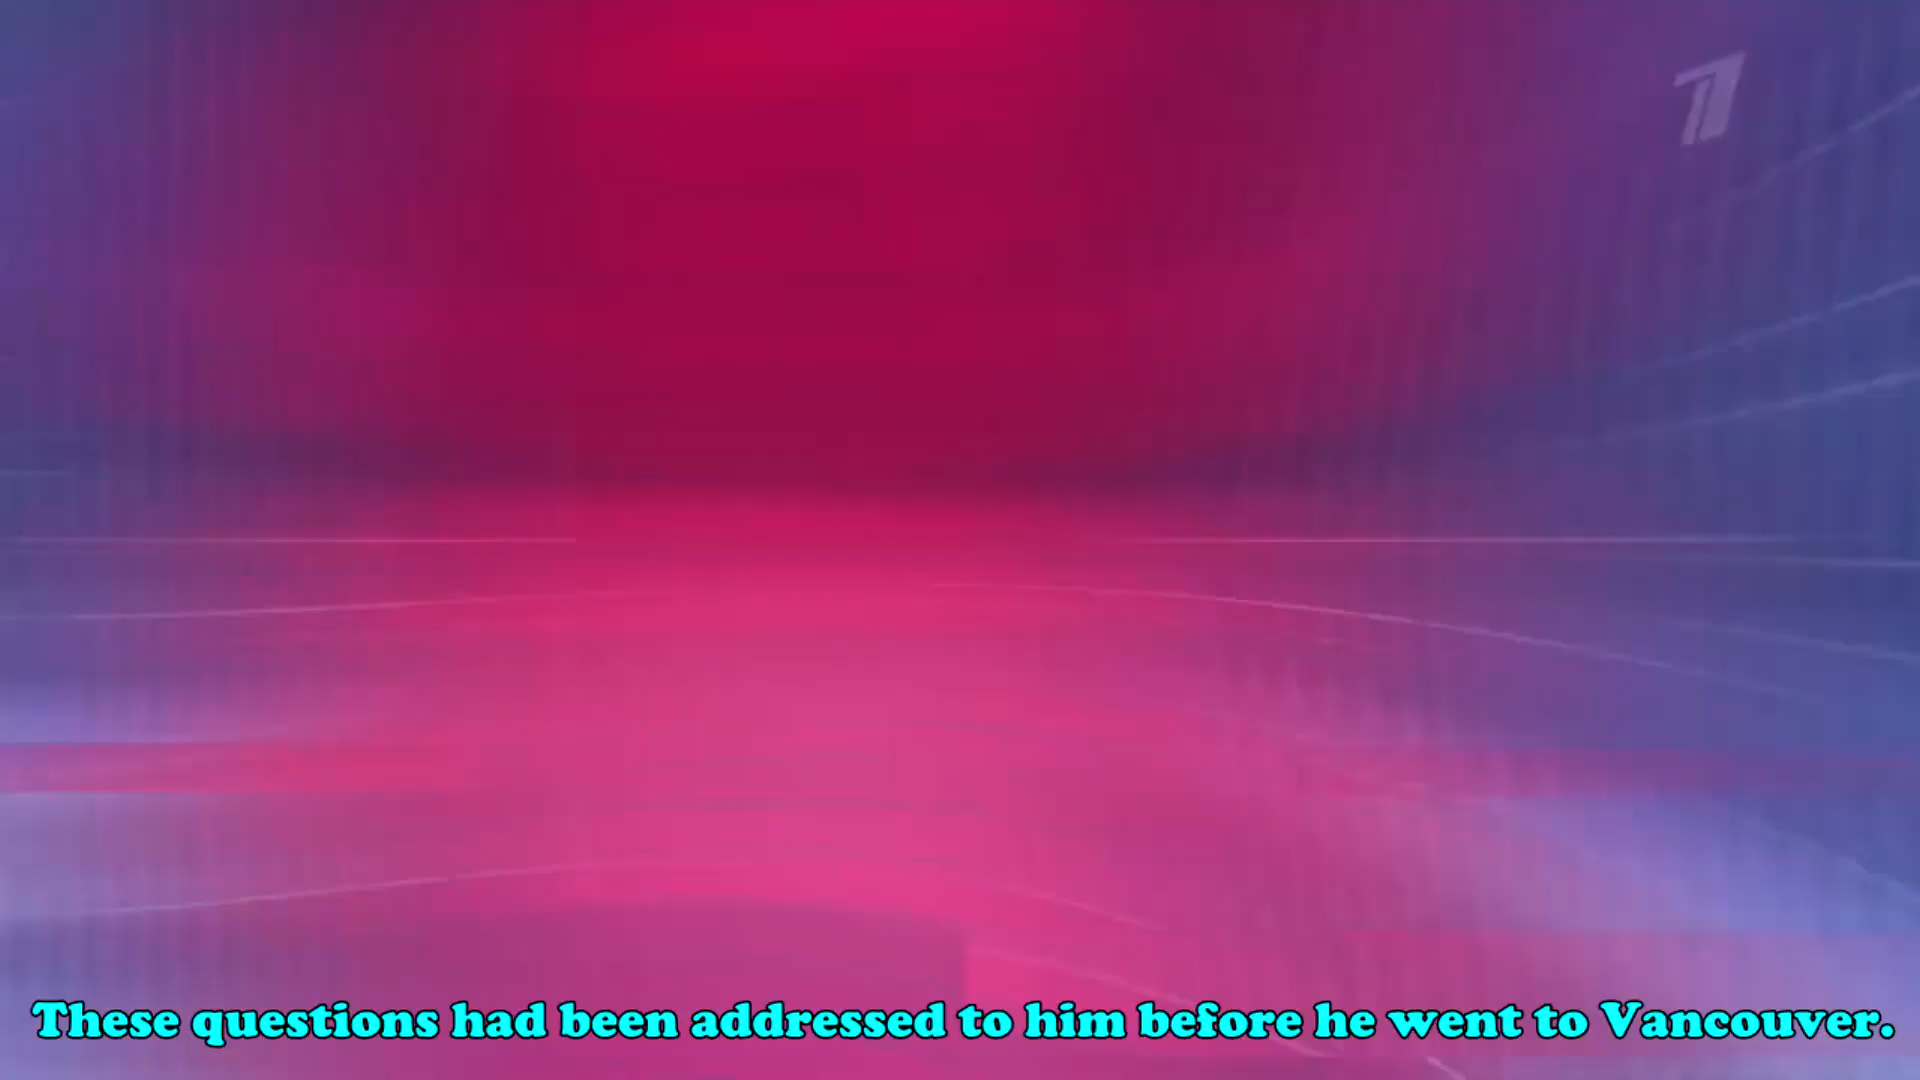 These questions had been addressed to him before he went to Vancouver.